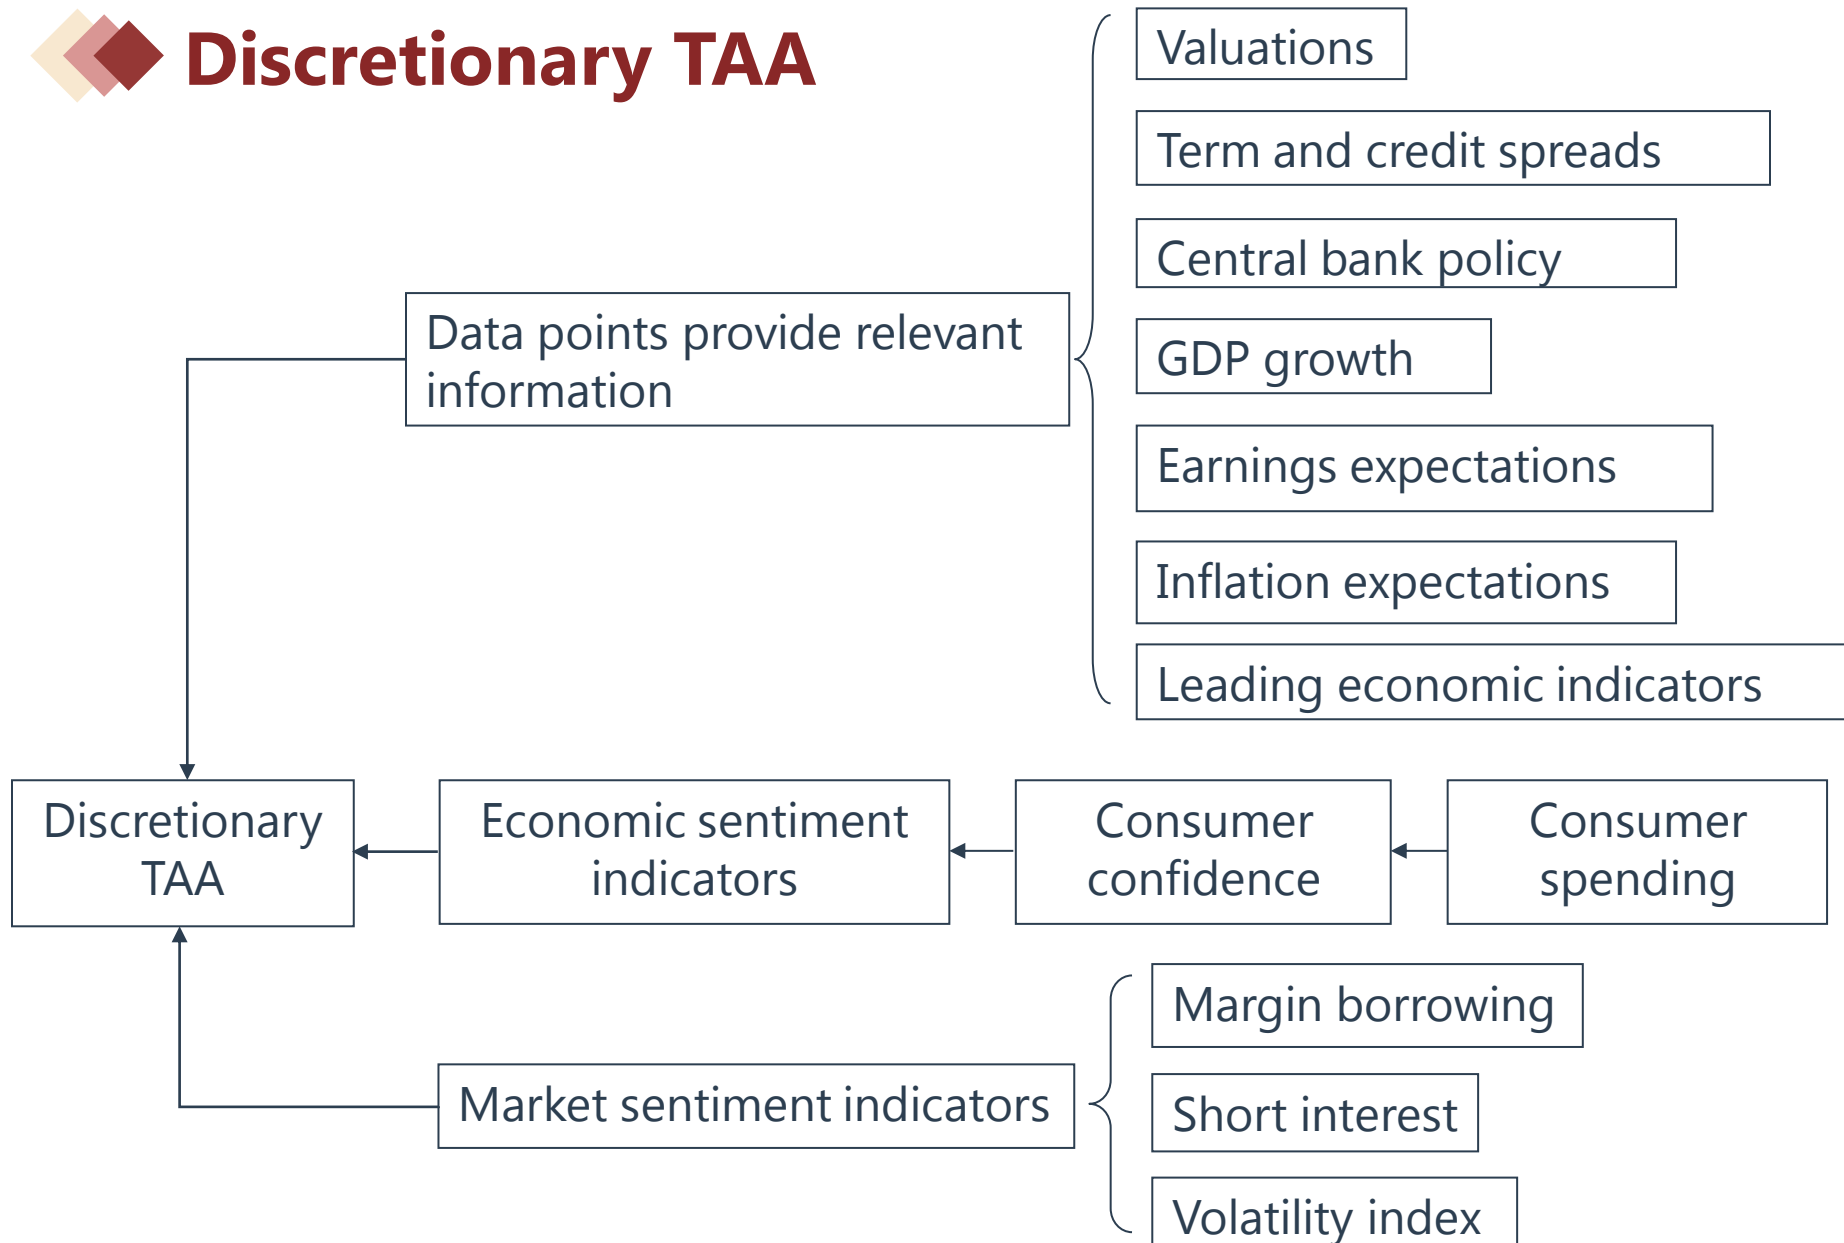 Discretionary TAA
Valuations
Term and credit spreads
Central bank policy
Data points provide relevant
information
GDP growth
Earnings expectations
Inflation expectations
Leading economic indicators
Discretionary
TAA
Economic sentiment
indicators
Consumer
confidence
Consumer
spending
Margin borrowing
Market sentiment indicators
Short interest
Volatility index